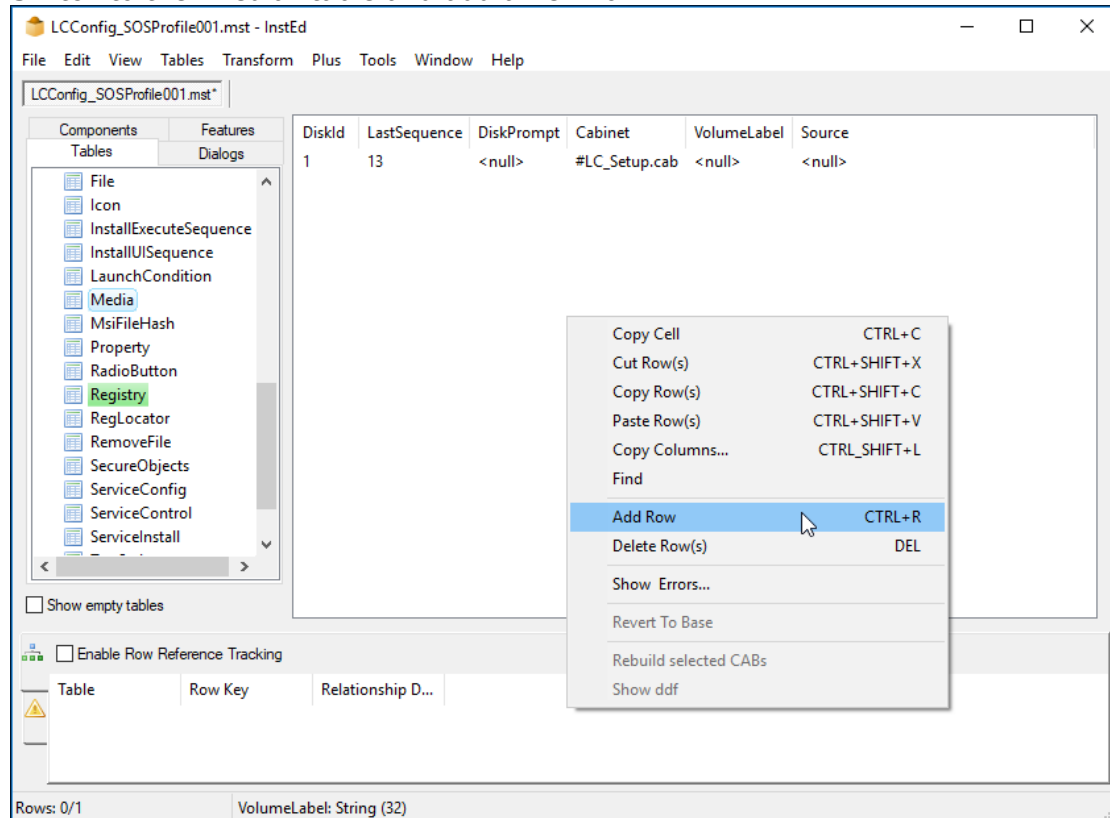 LCConfig_SOSProfile001.mst - InstEd
File Edit View Tables Transform Plus Tools Window Help
LCConfig_SOSProfile001.mst*
Components Features
Tables Dialogs
File
Icon
InstallExecuteSequence
InstallUISequence
LaunchCondition
Media
MsiFileHash
Property
RadioButton
Registry
RegLocator
RemoveFile
SecureObjects
ServiceConfig
ServiceControl
ServiceInstall
Show empty tables
DiskId LastSequence DiskPrompt Cabinet VolumeLabel Source
1 13 <null> #LC_Setup.cab <null> <null>
Copy Cell CTRL+C
Cut Row(s) CTRL+SHIFT+X
Copy Row(s) CTRL+SHIFT+C
Paste Row(s) CTRL+SHIFT+V
Copy Columns... CTRL_SHIFT+L
Find
Add Row CTRL+R
Delete Row(s) DEL
Show Errors...
Revert To Base
Rebuild selected CABs
Show ddf
Enable Row Reference Tracking
Table Row Key Relationship D...
Rows: 0/1 VolumeLabel: String (32)